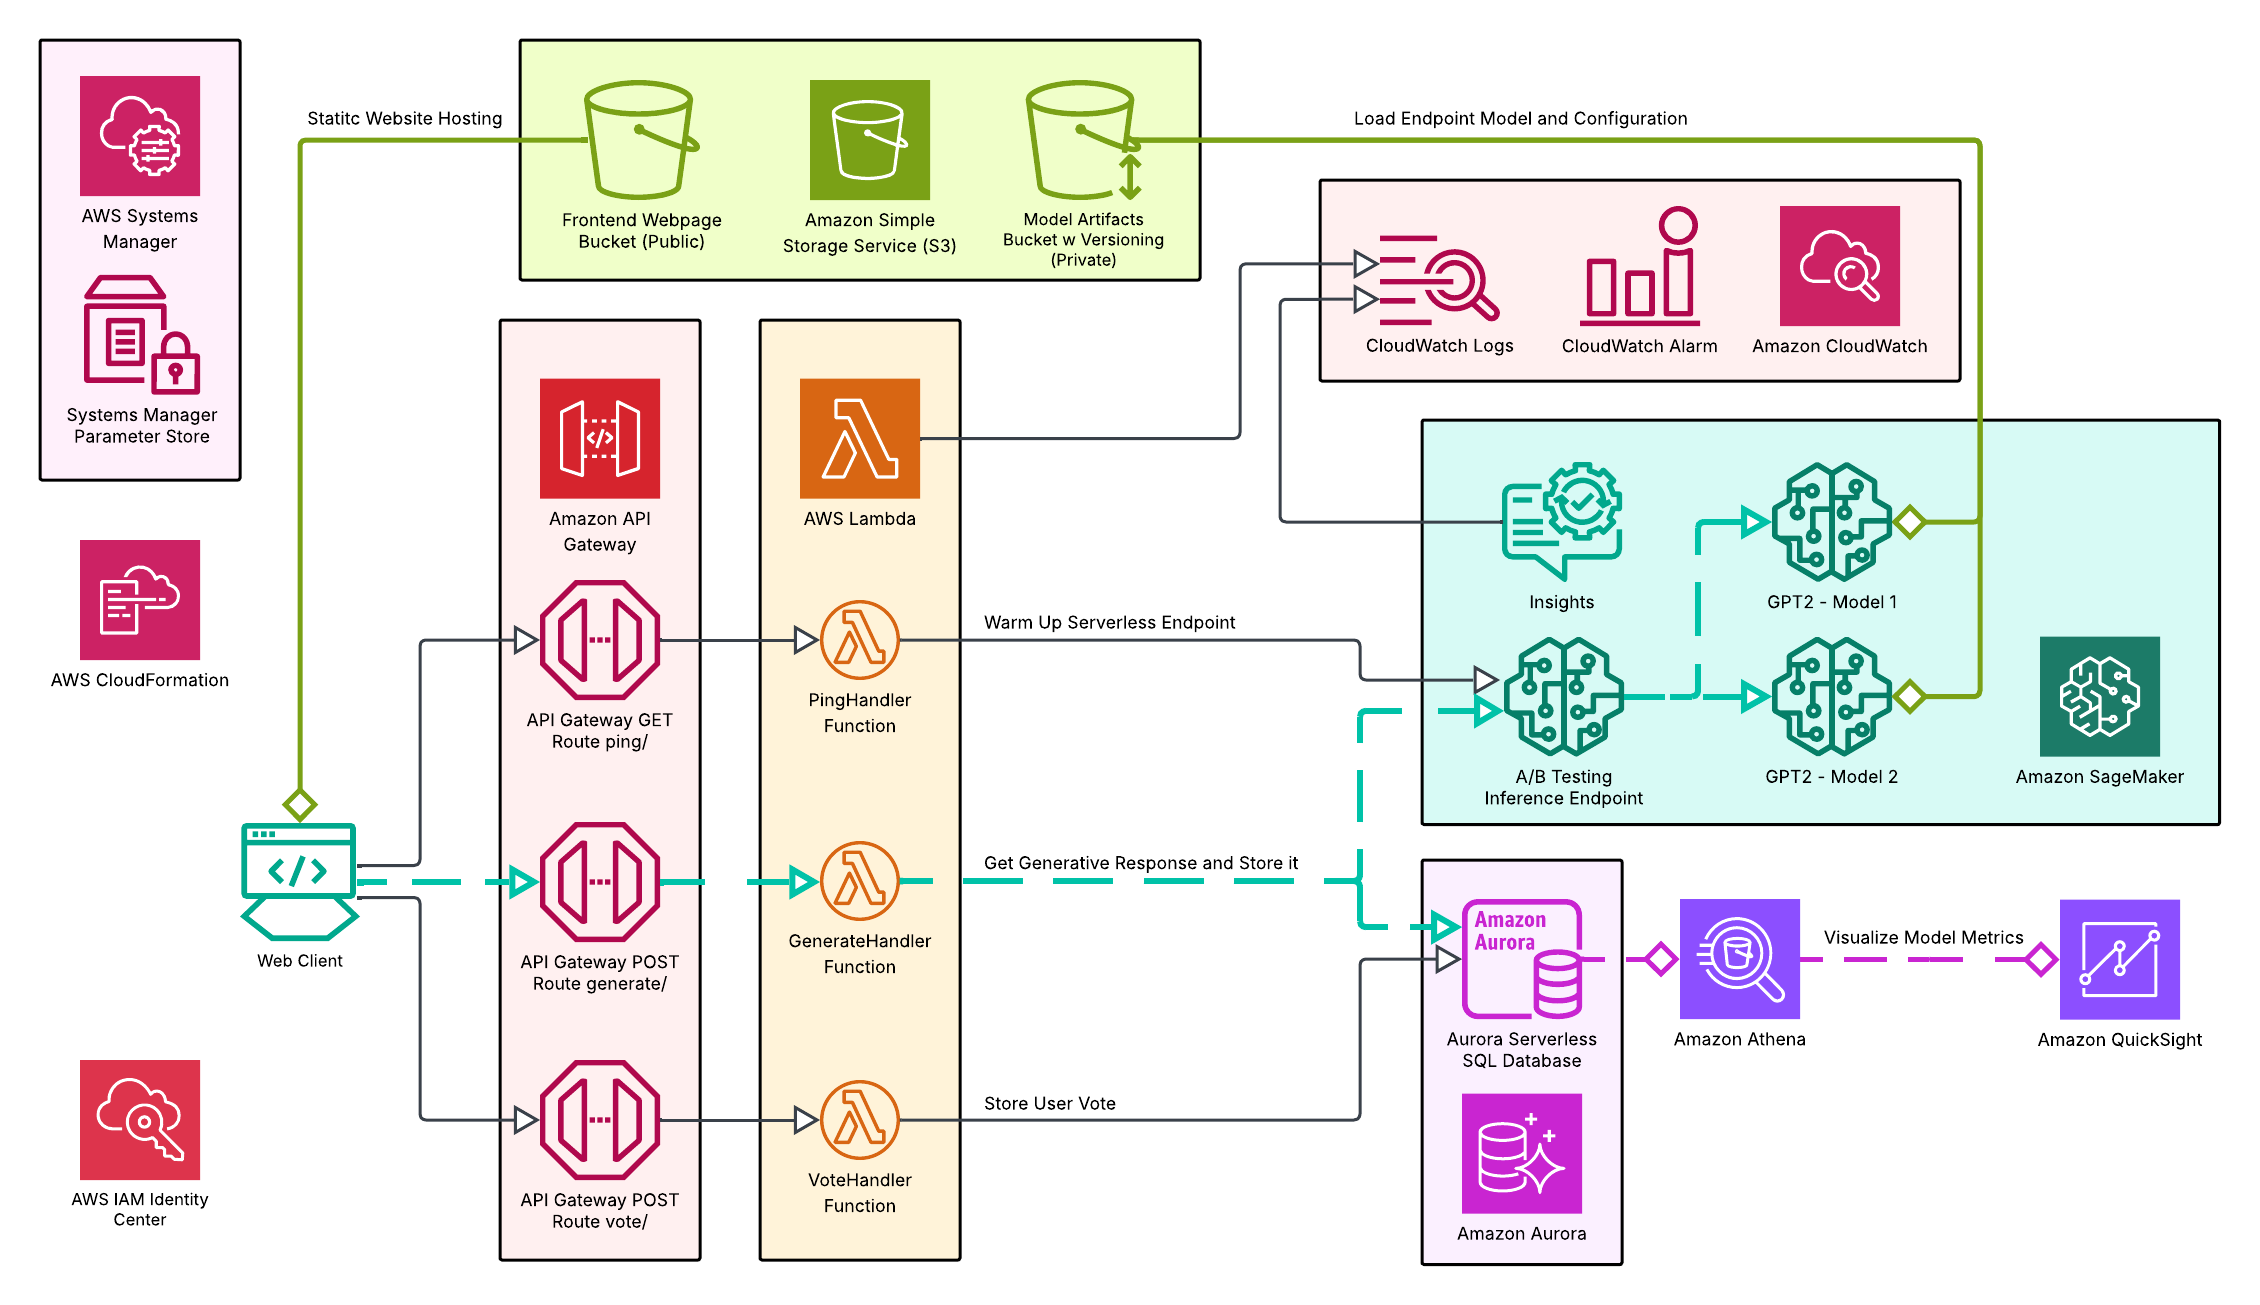 AWS Systems
Manager
Systems Manager
Parameter Store
AWS CloudFormation
AWS IAM Identity
Center
Statitc Website Hosting
Web Client
Frontend Webpage
Bucket (Public)
Amazon Simple
Storage Service (S3)
Model Artifacts
Bucket w Versioning
(Private)
Load Endpoint Model and Configuration
Amazon API
Gateway
API Gateway GET
Route ping/
API Gateway POST
Route generate/
API Gateway POST
Route vote/
AWS Lambda
PingHandler
Function
GenerateHandler
Function
VoteHandler
Function
Warm Up Serverless Endpoint
Get Generative Response and Store it
Store User Vote
CloudWatch Logs
CloudWatch Alarm
Amazon CloudWatch
Insights
GPT2 - Model 1
A/B Testing
Inference Endpoint
GPT2 - Model 2
Amazon SageMaker
Amazon
Aurora
Aurora Serverless
SQL Database
Amazon Aurora
Amazon Athena
Visualize Model Metrics
Amazon QuickSight